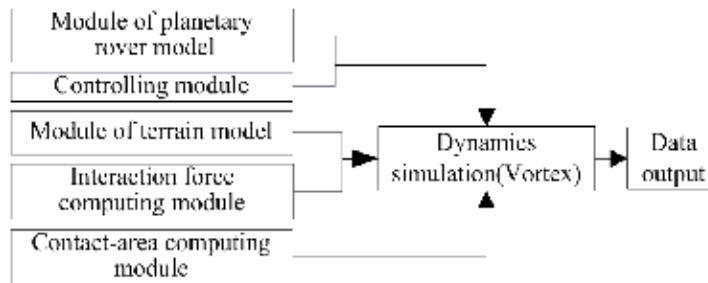 Module of planetary
rover model
Controlling module
Module of terrain model
Interaction force
computing module
Contact-area computing
module
Dynamics
simulation(Vortex)
Data
output